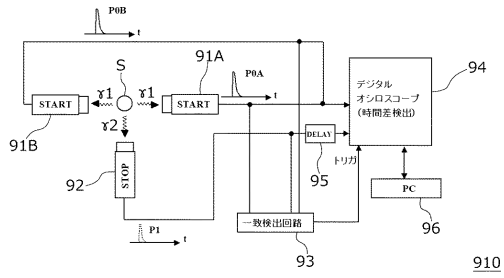 P0B
t
91A
P0A
t
S
γ1
γ1
START
START
91B
γ2
92
STOP
P1
t
DELAY
95
デジタル
オシロスコープ
(時間差検出)
94
トリガ
PC
96
一致検出回路
93
910